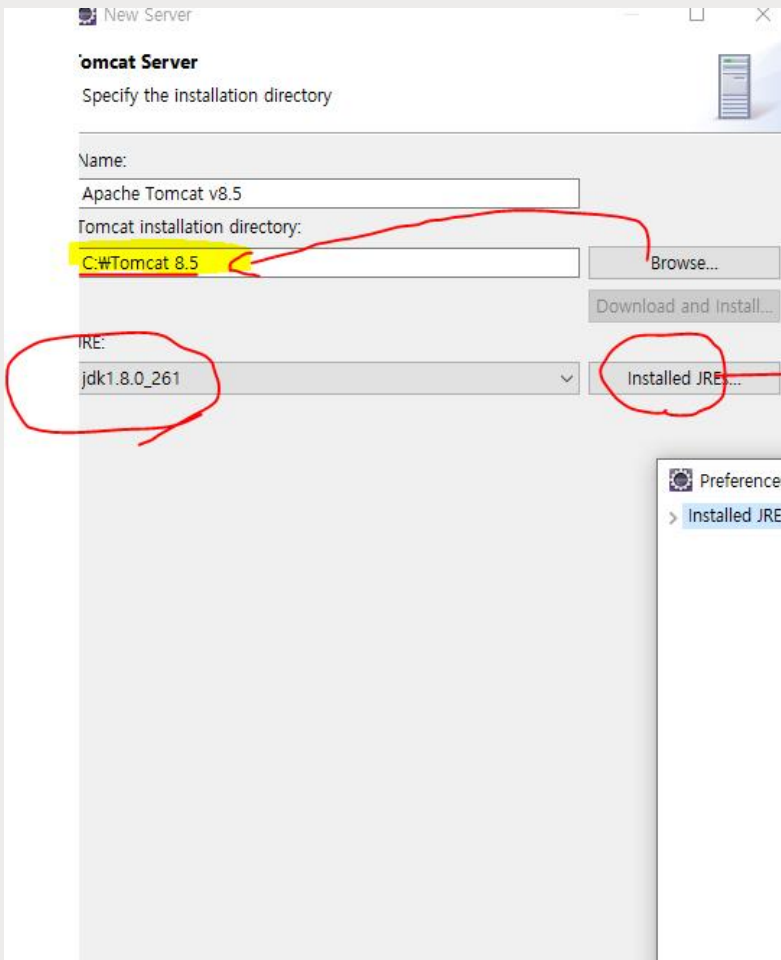 New Server
Tomcat Server
Specify the installation directory
Name:
Apache Tomcat v8.5
Tomcat installation directory:
C:₩Tomcat 8.5
Browse...
Download and Install...
JRE:
jdk1.8.0_261
Installed JREs...
Preference
Installed JRE